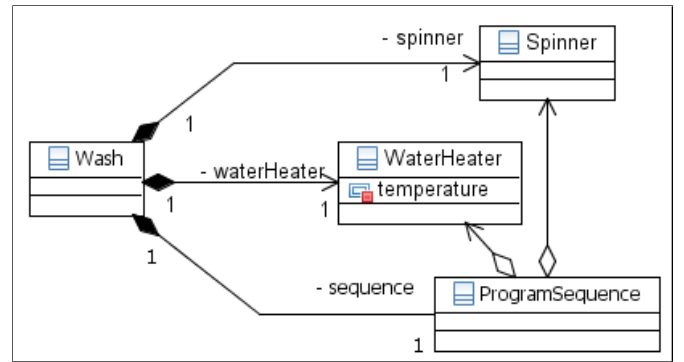 - spinner
Spinner
1
1
Wash
- waterHeater
WaterHeater
temperature
1
1
1
- sequence
ProgramSequence
1